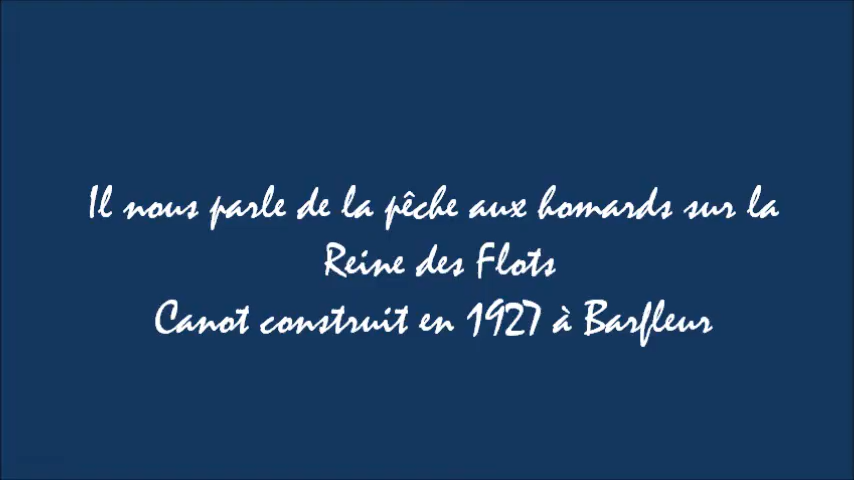 Il nous parle de la pêche aux homards sur la
Reine des Flots
Canot construit en 1927 à Barfleur